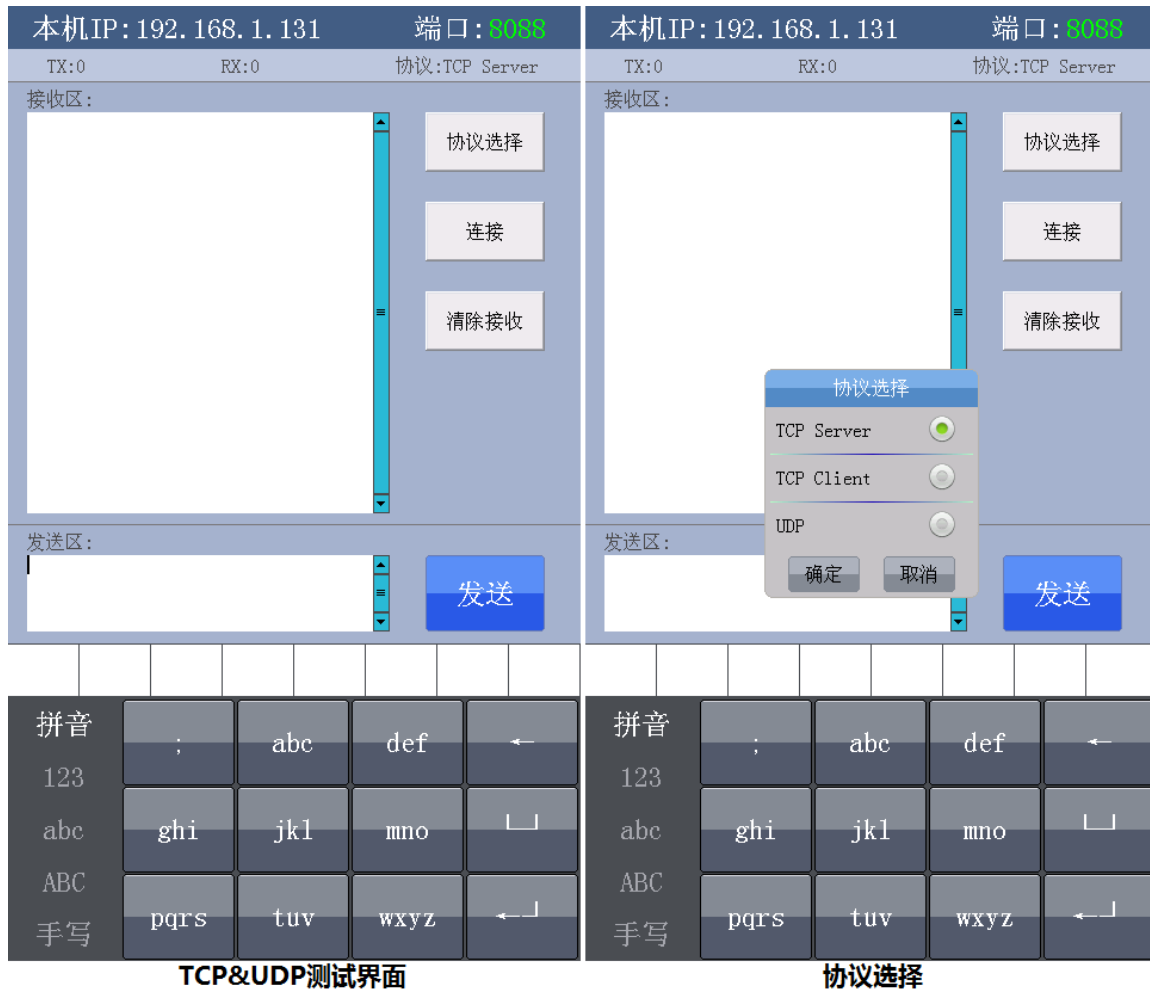 本机IP:192.168.1.131 端口:8088
TX:0 RX:0 协议:TCP Server
接收区:
协议选择
连接
清除接收
发送区:
发送
拼音
123
abc
ABC
手写
; abc def ←
ghi jkl mno
pqrs tuv wxyz
TCP&UDP测试界面
本机IP:192.168.1.131 端口:8088
TX:0 RX:0 协议:TCP Server
接收区:
协议选择
连接
清除接收
协议选择
TCP Server
TCP Client
UDP
确定 取消
发送区:
发送
拼音
123
abc
ABC
手写
; abc def ←
ghi jkl mno
pqrs tuv wxyz
协议选择